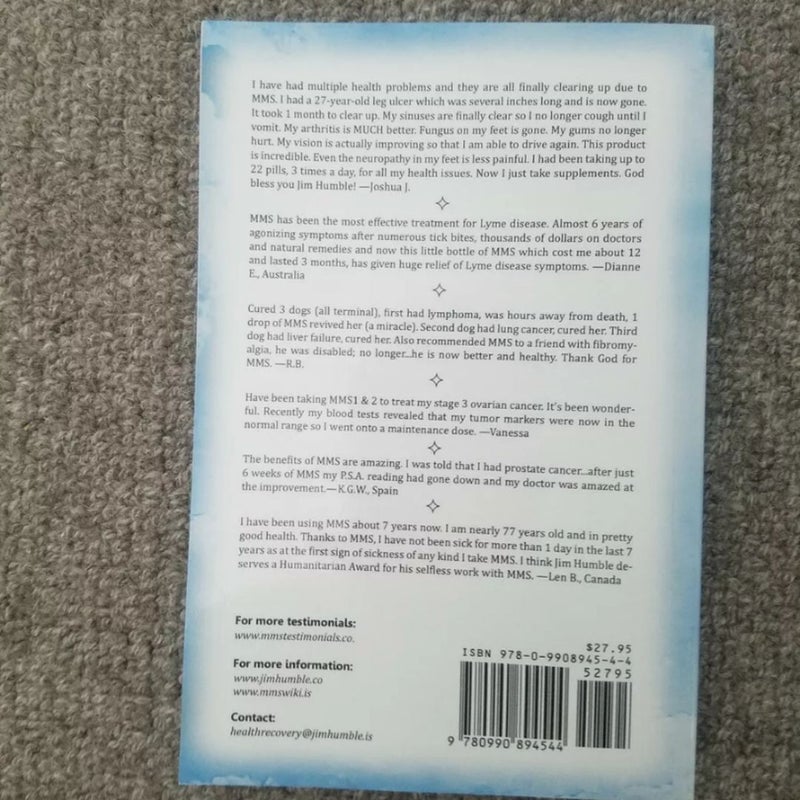 I have had multiple health problems and they are all finally clearing up due to
MMS. I had a 27-year-old leg ulcer which was several inches long and is now gone.
It took 1 month to clear up. My sinuses are finally clear so I no longer cough until I
vomit. My arthritis is MUCH better. Fungus on my feet is gone. My gums no longer
hurt. My vision is actually improving so that I am able to drive again. This product
is incredible. Even the neuropathy in my feet is less painful. I had been taking up to
22 pills, 3 times a day, for all my health issues. Now I just take supplements. God
bless you Jim Humble! —Joshua J.
MMS has been the most effective treatment for Lyme disease. Almost 6 years of
agonizing symptoms after numerous tick bites, thousands of dollars on doctors
and natural remedies and now this little bottle of MMS which cost me about 12
and lasted 3 months, has given huge relief of Lyme disease symptoms. —Dianne
E., Australia
Cured 3 dogs (all terminal), first had lymphoma, was hours away from death, 1
drop of MMS revived her (a miracle). Second dog had lung cancer, cured her. Third
dog had liver failure, cured her. Also recommended MMS to a friend with fibromy-
algia, he was disabled; no longer...he is now better and healthy. Thank God for
MMS. —R.B.
Have been taking MMS1 & 2 to treat my stage 3 ovarian cancer. It's been wonder-
ful. Recently my blood tests revealed that my tumor markers were now in the
normal range so I went onto a maintenance dose. —Vanessa
The benefits of MMS are amazing. I was told that I had prostate cancer...after just
6 weeks of MMS my P.S.A. reading had gone down and my doctor was amazed at
the improvement.— K.G.W., Spain
I have been using MMS about 7 years now. I am nearly 77 years old and in pretty
good health. Thanks to MMS, I have not been sick for more than 1 day in the last 7
years as at the first sign of sickness of any kind I take MMS. I think Jim Humble de-
serves a Humanitarian Award for his selfless work with MMS. —Len B., Canada
For more testimonials:
www.mmstestimonials.co.
For more information:
www.jimhumble.co
www.mmswiki.is
Contact:
healthrecovery@jimhumble.is
$27.95
ISBN 978-0-9908945-4-4
52795
9 780990 894544